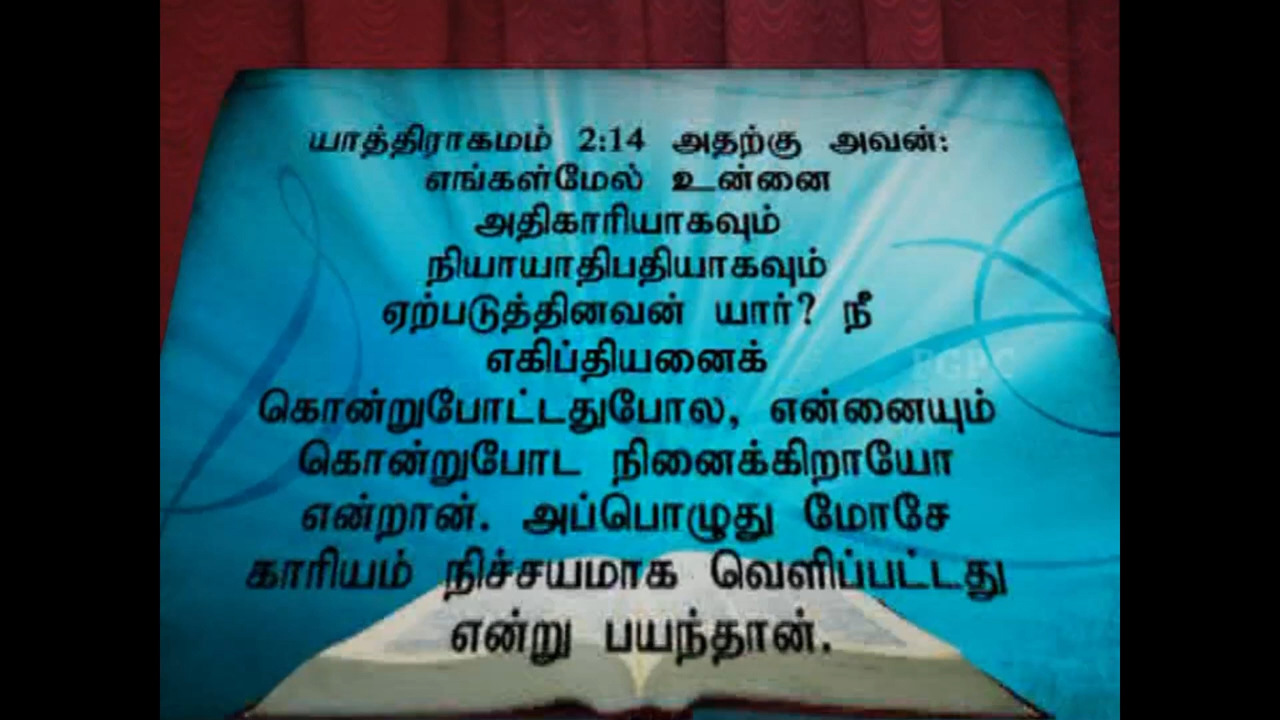 யாத்திராகமம் 2:14 அதற்கு அவன்:
எங்கள்மேல் உன்னை
அதிகாரியாகவும்
நியாயாதிபதியாகவும்
ஏற்படுத்தினவன் யார்? நீ
எகிப்தியனைக்
கொன்றுபோட்டதுபோல, என்னையும்
கொன்றுபோட நினைக்கிறாயோ
என்றான். அப்பொழுது மோசே
காரியம் நிச்சயமாக வெளிப்பட்டது
என்று பயந்தான்.